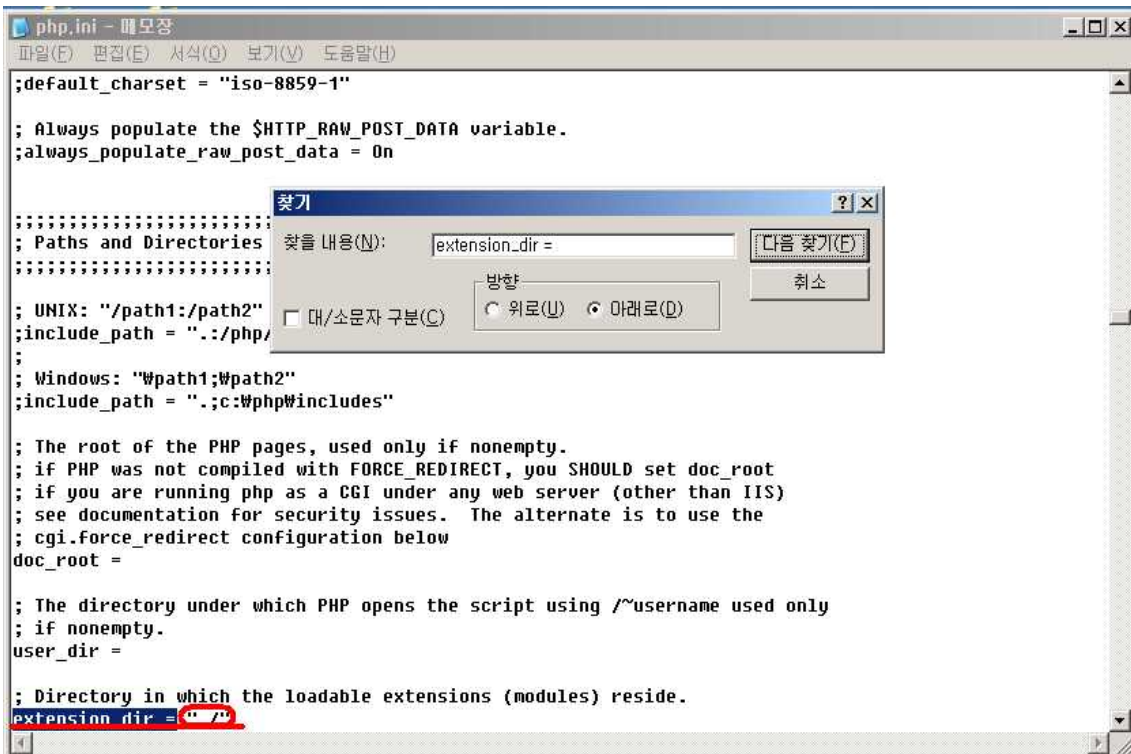 php.ini - 메모장
파일(F) 편집(E) 서식(O) 보기(V) 도움말(H)
;default_charset = "iso-8859-1"
; Always populate the $HTTP_RAW_POST_DATA variable.
;always_populate_raw_post_data = On
;;;;;;;;;;;;;;;;;;;;;;;;
; Paths and Directories
;;;;;;;;;;;;;;;;;;;;;;;;
; UNIX: "/path1:/path2"
;include_path = ".:/php/
;
; Windows: "₩path1;₩path2"
;include_path = ".;c:₩php₩includes"
찾기
찾을 내용(N): extension_dir = 다음 찾기(F)
방향 취소
대/소문자 구분(C) 위로(U) 아래로(D)
; The root of the PHP pages, used only if nonempty.
; if PHP was not compiled with FORCE_REDIRECT, you SHOULD set doc_root
; if you are running php as a CGI under any web server (other than IIS)
; see documentation for security issues.  The alternate is to use the
; cgi.force_redirect configuration below
doc_root =
; The directory under which PHP opens the script using /~username used only
; if nonempty.
user_dir =
; Directory in which the loadable extensions (modules) reside.
extension_dir = "./"